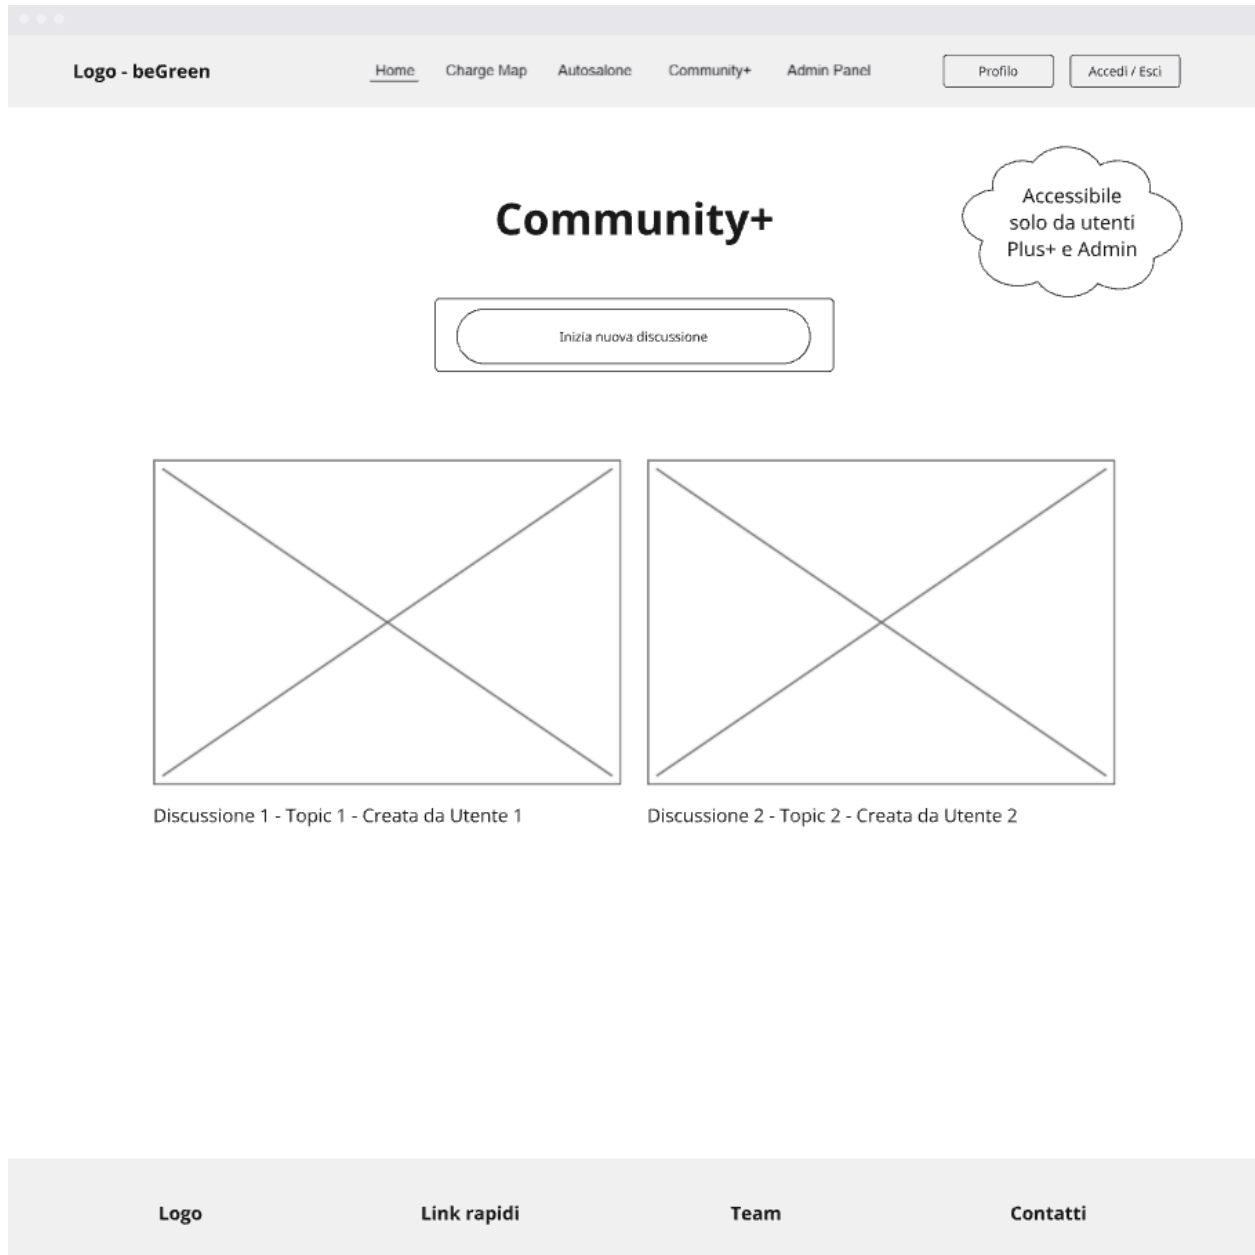 Logo - beGreen
Home
Charge Map
Autosalone
Community+
Admin Panel
Profilo
Accedi / Esci
Community+
Accessibile
solo da utenti
Plus+ e Admin
Inizia nuova discussione
Discussione 1 - Topic 1 - Creata da Utente 1
Discussione 2 - Topic 2 - Creata da Utente 2
Logo
Link rapidi
Team
Contatti